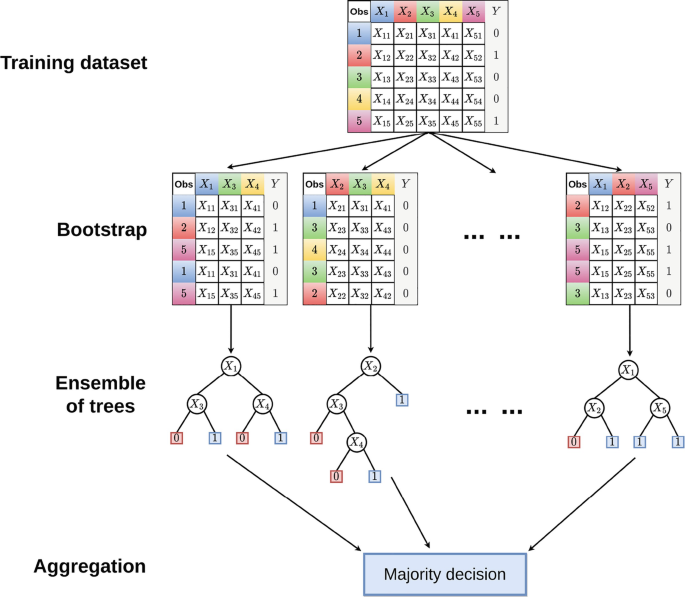 Obs X1 X2 X3 X4 X5 Y
1 X11 X21 X31 X41 X51 0
2 X12 X22 X32 X42 X52 1
3 X13 X23 X33 X43 X53 0
4 X14 X24 X34 X44 X54 0
5 X15 X25 X35 X45 X55 1
Training dataset
Bootstrap
Obs X1 X3 X4 Y
1 X11 X31 X41 0
2 X12 X32 X42 1
5 X15 X35 X45 1
1 X11 X31 X41 0
5 X15 X35 X45 1
Obs X2 X3 X4 Y
1 X21 X31 X41 0
3 X23 X33 X43 0
4 X24 X34 X44 0
3 X23 X33 X43 0
2 X22 X32 X42 0
... ...
Obs X1 X2 X5 Y
2 X12 X22 X52 1
3 X13 X23 X53 0
5 X15 X25 X55 1
5 X15 X25 X55 1
3 X13 X23 X53 0
Ensemble
of trees
X1
X3 X4
0 1 0 1
X2
X3 1
0 X4
0 1
... ...
X1
X2 X5
0 1 1 1
Aggregation
Majority decision